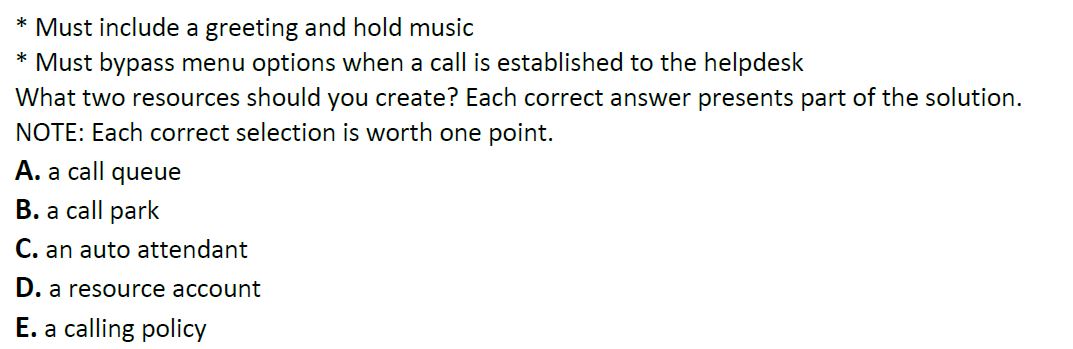 * Must include a greeting and hold music
* Must bypass menu options when a call is established to the helpdesk
What two resources should you create? Each correct answer presents part of the solution.
NOTE: Each correct selection is worth one point.
A. a call queue
B. a call park
C. an auto attendant
D. a resource account
E. a calling policy